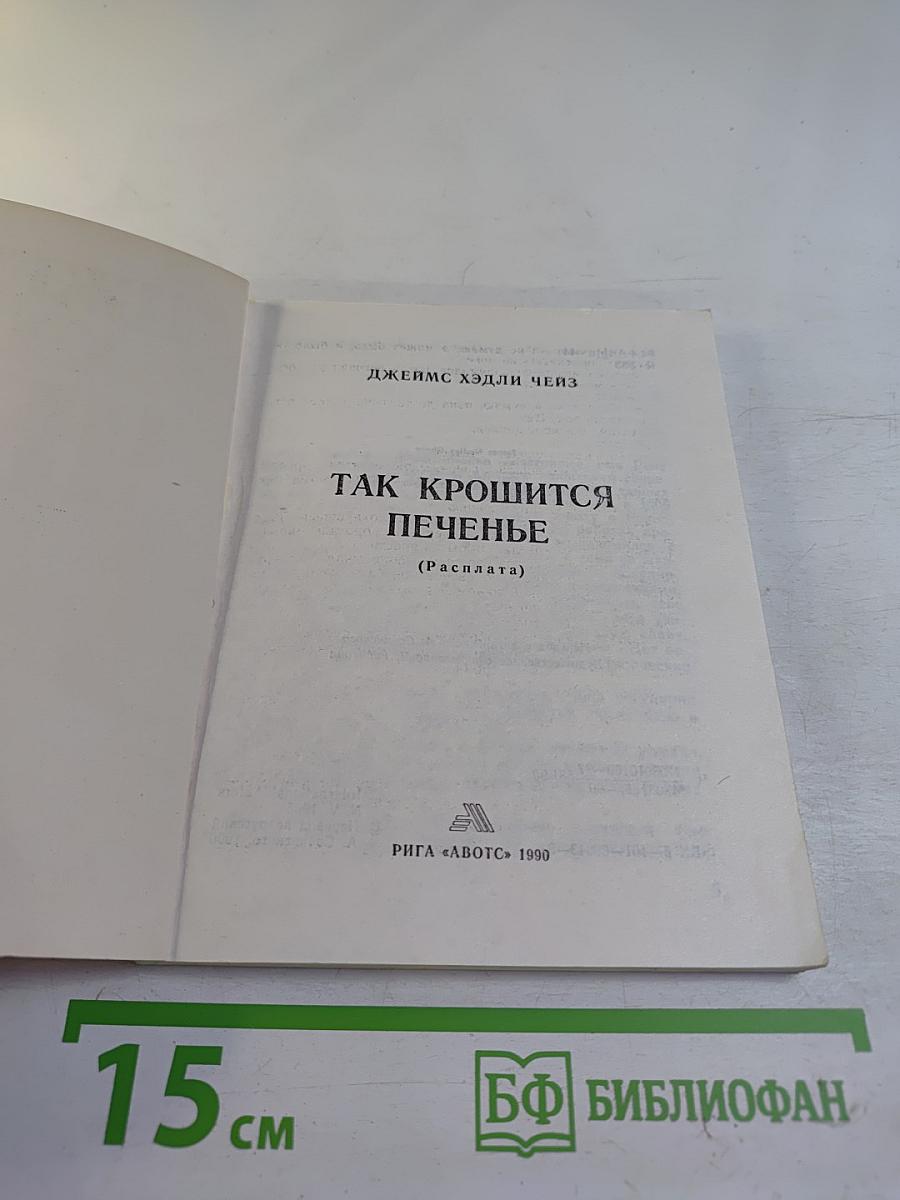 ДЖЕЙМС ХЭДЛИ ЧЕЙЗ
ТАК КРОШИТСЯ
ПЕЧЕНЬЕ
(Расплата)
РИГА «АВОТС» 1990
15 см
БФ БИБЛИОФАН